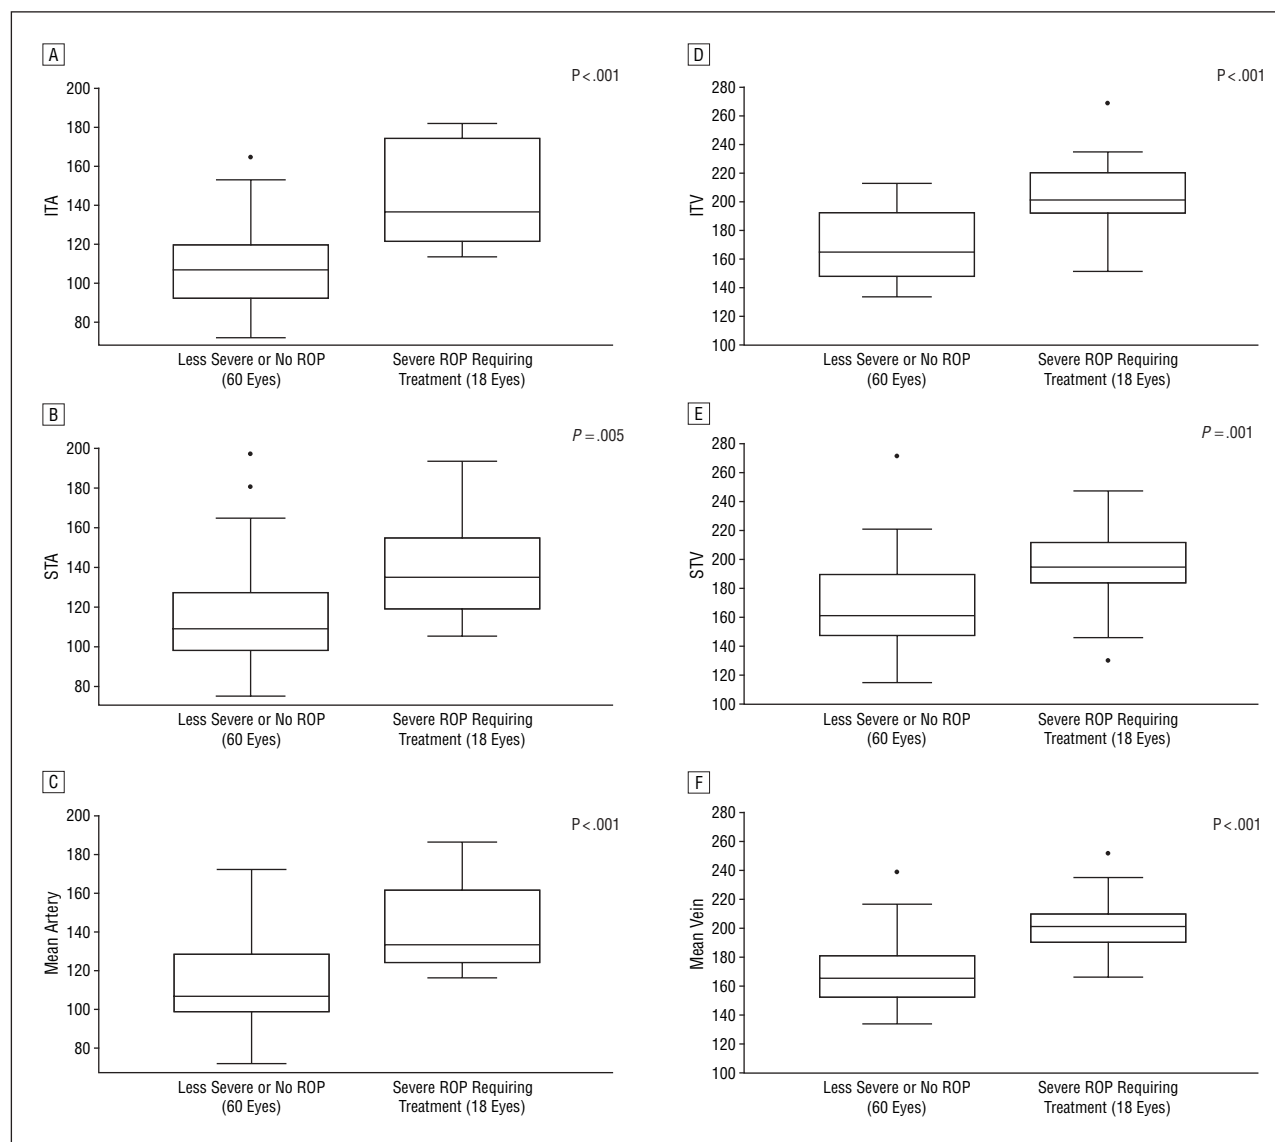 A
P<.001
200
180
160
140
120
100
80
ITA
Less Severe or No ROP
(60 Eyes)
Severe ROP Requiring
Treatment (18 Eyes)
B
P=.005
200
180
160
140
120
100
80
STA
Less Severe or No ROP
(60 Eyes)
Severe ROP Requiring
Treatment (18 Eyes)
C
P<.001
200
180
160
140
120
100
80
Mean Artery
Less Severe or No ROP
(60 Eyes)
Severe ROP Requiring
Treatment (18 Eyes)
D
P<.001
280
260
240
220
200
180
160
140
120
100
ITV
Less Severe or No ROP
(60 Eyes)
Severe ROP Requiring
Treatment (18 Eyes)
E
P=.001
280
260
240
220
200
180
160
140
120
100
STV
Less Severe or No ROP
(60 Eyes)
Severe ROP Requiring
Treatment (18 Eyes)
F
P<.001
280
260
240
220
200
180
160
140
120
100
Mean Vein
Less Severe or No ROP
(60 Eyes)
Severe ROP Requiring
Treatment (18 Eyes)